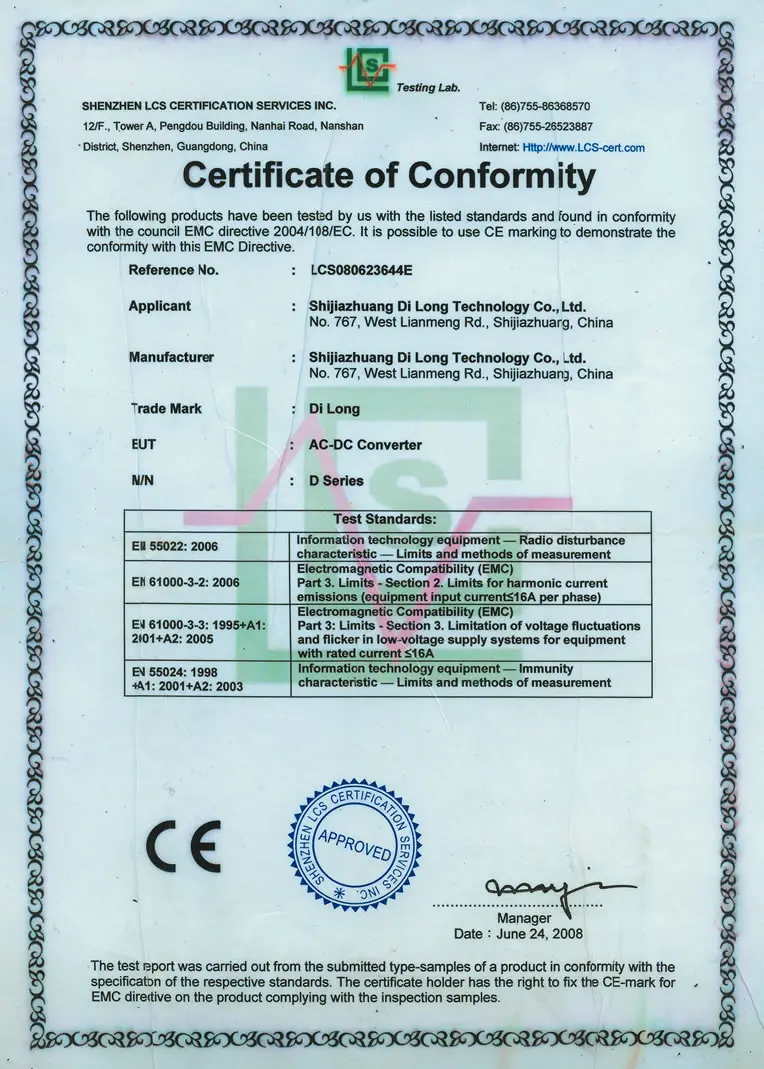 LCS
Testing Lab.
SHENZHEN LCS CERTIFICATION SERVICES INC.
Tel: (86)755-86368570
12/F., Tower A, Pengdou Building, Nanhai Road, Nanshan
Fax: (86)755-26523887
District, Shenzhen, Guangdong, China
Internet: Http://www.LCS-cert.com
Certificate of Conformity
The following products have been tested by us with the listed standards and found in conformity
with the council EMC directive 2004/108/EC. It is possible to use CE marking to demonstrate the
conformity with this EMC Directive.
Reference No. : LCS080623644E
Applicant : Shijiazhuang Di Long Technology Co., Ltd.
No. 767, West Lianmeng Rd., Shijiazhuang, China
Manufacturer : Shijiazhuang Di Long Technology Co., Ltd.
No. 767, West Lianmeng Rd., Shijiazhuang, China
Trade Mark : Di Long
EUT : AC-DC Converter
M/N : D Series
Test Standards:
EN 55022: 2006
Information technology equipment — Radio disturbance
characteristic — Limits and methods of measurement
EN 61000-3-2: 2006
Electromagnetic Compatibility (EMC)
Part 3. Limits - Section 2. Limits for harmonic current
emissions (equipment input current≤16A per phase)
EN 61000-3-3: 1995+A1:
2001+A2: 2005
Electromagnetic Compatibility (EMC)
Part 3: Limits - Section 3. Limitation of voltage fluctuations
and flicker in low-voltage supply systems for equipment
with rated current ≤16A
EN 55024: 1998
+A1: 2001+A2: 2003
Information technology equipment — Immunity
characteristic — Limits and methods of measurement
CE
SHENZHEN LCS CERTIFICATION SERVICES INC.
APPROVED
Manager
Date : June 24, 2008
The test report was carried out from the submitted type-samples of a product in conformity with the
specification of the respective standards. The certificate holder has the right to fix the CE-mark for
EMC directive on the product complying with the inspection samples.